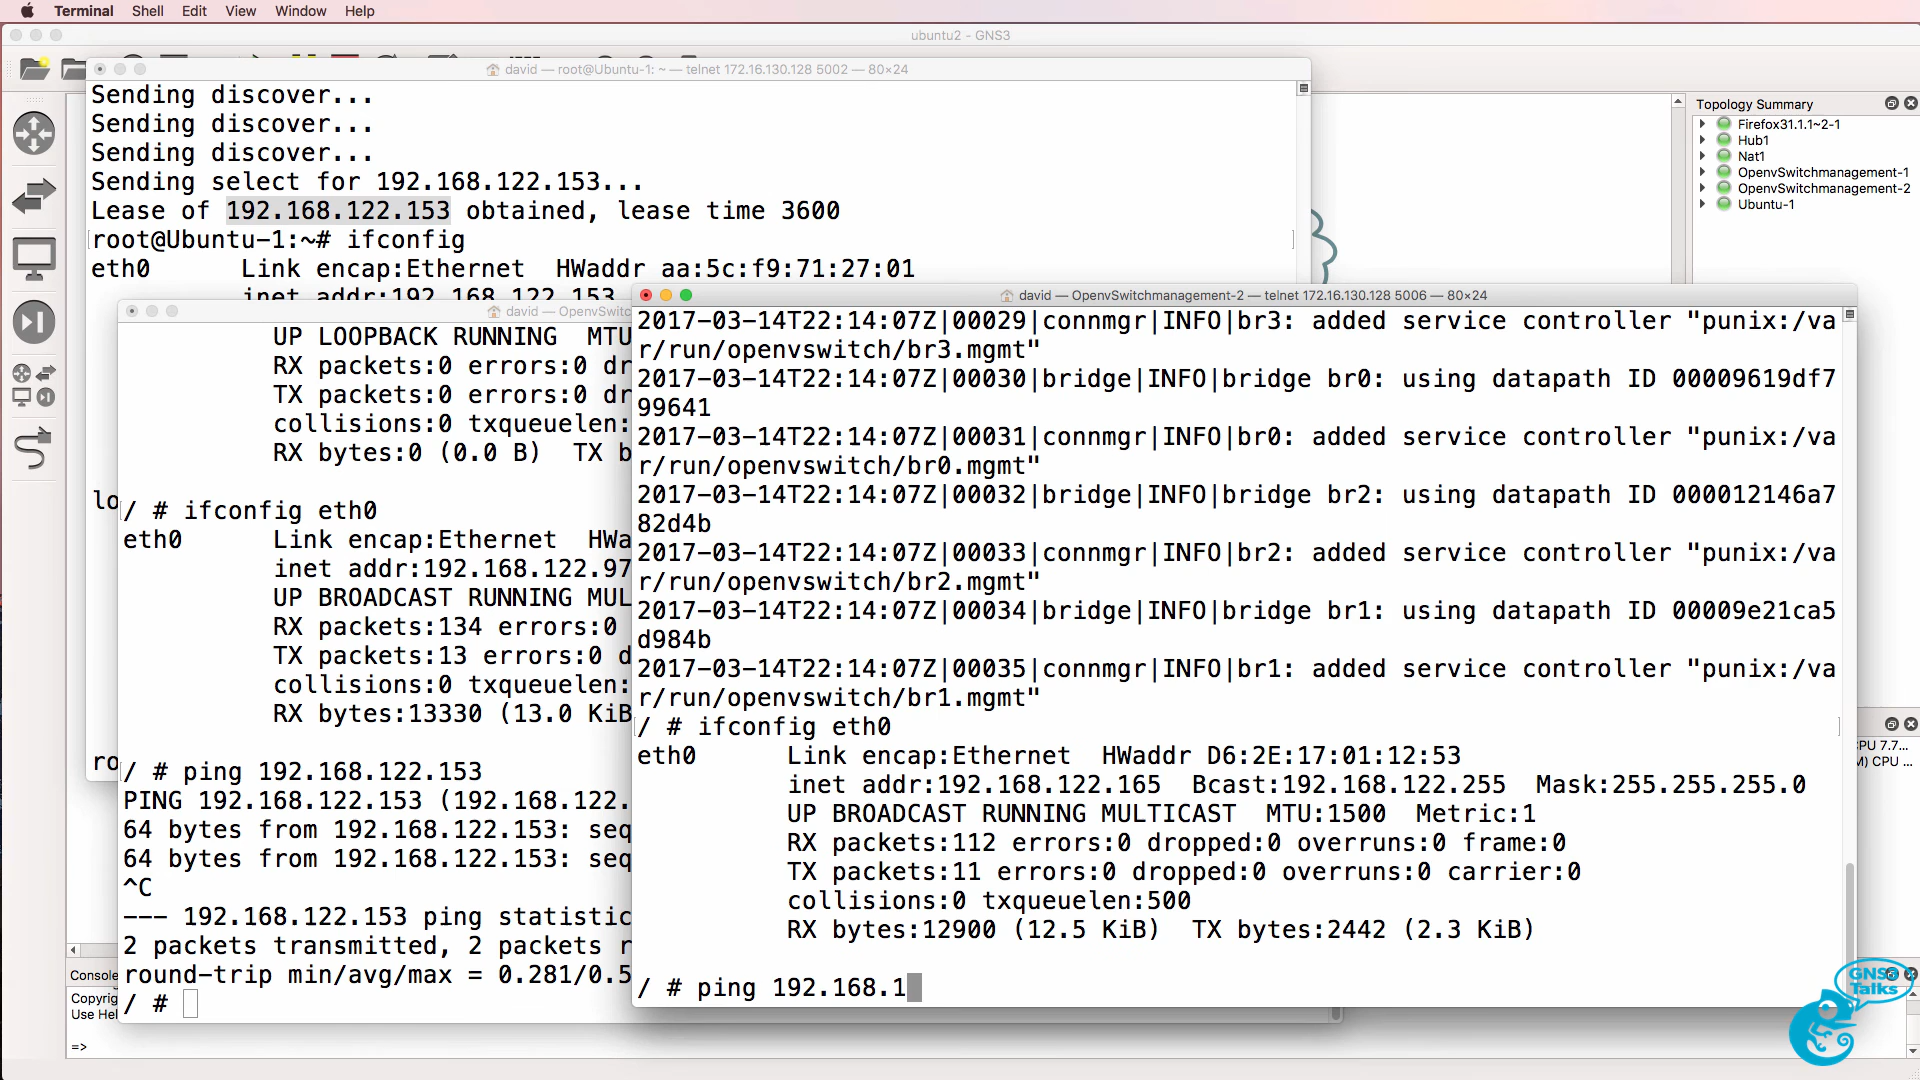 Terminal Shell Edit View Window Help
ubuntu2 - GNS3
david — root@Ubuntu-1: ~ — telnet 172.16.130.128 5002 — 80×24
Sending discover...
Sending discover...
Sending discover...
Sending select for 192.168.122.153...
Lease of 192.168.122.153 obtained, lease time 3600
root@Ubuntu-1:~# ifconfig
eth0 Link encap:Ethernet HWaddr aa:5c:f9:71:27:01
inet addr:192.168.122.153
lo
ro
david — OpenvSwitc
UP LOOPBACK RUNNING MTU
RX packets:0 errors:0 dr
TX packets:0 errors:0 dr
collisions:0 txqueuelen:
RX bytes:0 (0.0 B) TX b
/ # ifconfig eth0
eth0 Link encap:Ethernet HWa
inet addr:192.168.122.97
UP BROADCAST RUNNING MUL
RX packets:134 errors:0
TX packets:13 errors:0 d
collisions:0 txqueuelen:
RX bytes:13330 (13.0 KiB
/ # ping 192.168.122.153
PING 192.168.122.153 (192.168.122.
64 bytes from 192.168.122.153: seq
64 bytes from 192.168.122.153: seq
^C
--- 192.168.122.153 ping statistic
2 packets transmitted, 2 packets r
round-trip min/avg/max = 0.281/0.5
/ #
david — OpenvSwitchmanagement-2 — telnet 172.16.130.128 5006 — 80×24
2017-03-14T22:14:07Z|00029|connmgr|INFO|br3: added service controller "punix:/va
r/run/openvswitch/br3.mgmt"
2017-03-14T22:14:07Z|00030|bridge|INFO|bridge br0: using datapath ID 00009619df7
99641
2017-03-14T22:14:07Z|00031|connmgr|INFO|br0: added service controller "punix:/va
r/run/openvswitch/br0.mgmt"
2017-03-14T22:14:07Z|00032|bridge|INFO|bridge br2: using datapath ID 000012146a7
82d4b
2017-03-14T22:14:07Z|00033|connmgr|INFO|br2: added service controller "punix:/va
r/run/openvswitch/br2.mgmt"
2017-03-14T22:14:07Z|00034|bridge|INFO|bridge br1: using datapath ID 00009e21ca5
d984b
2017-03-14T22:14:07Z|00035|connmgr|INFO|br1: added service controller "punix:/va
r/run/openvswitch/br1.mgmt"
/ # ifconfig eth0
eth0 Link encap:Ethernet HWaddr D6:2E:17:01:12:53
inet addr:192.168.122.165 Bcast:192.168.122.255 Mask:255.255.255.0
UP BROADCAST RUNNING MULTICAST MTU:1500 Metric:1
RX packets:112 errors:0 dropped:0 overruns:0 frame:0
TX packets:11 errors:0 dropped:0 overruns:0 carrier:0
collisions:0 txqueuelen:500
RX bytes:12900 (12.5 KiB) TX bytes:2442 (2.3 KiB)
/ # ping 192.168.1
Topology Summary
Firefox31.1.1~2-1
Hub1
Nat1
OpenvSwitchmanagement-1
OpenvSwitchmanagement-2
Ubuntu-1
CPU 7.7...
M) CPU ...
Console
Copyrig
Use Hel
=>
GNS3
Talks